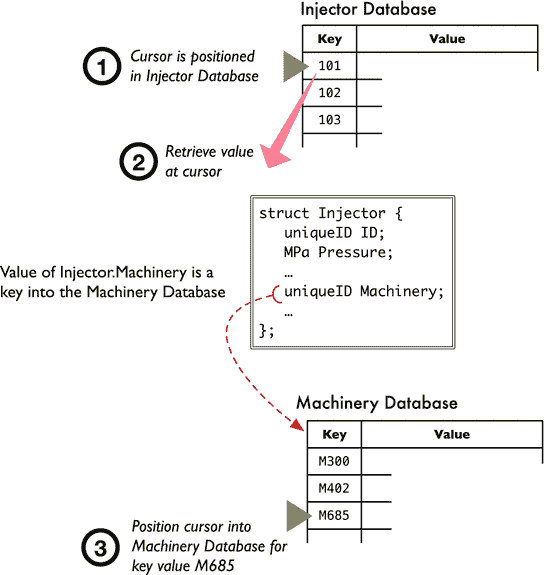 Injector Database
Key Value
1 Cursor is positioned
in Injector Database
101
102
103
2 Retrieve value
at cursor
struct Injector {
uniqueID ID;
MPa Pressure;
…
uniqueID Machinery;
…
};
Value of Injector.Machinery is a
key into the Machinery Database
Machinery Database
Key Value
M300
M402
M685
3 Position cursor into
Machinery Database for
key value M685